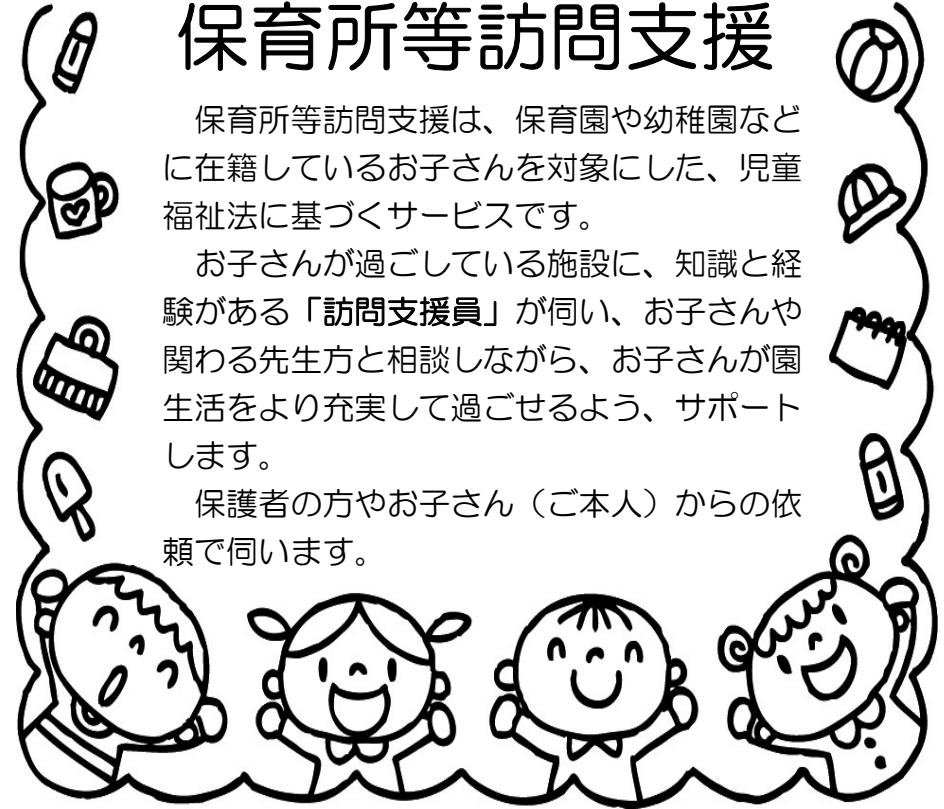 保育所等訪問支援
　保育所等訪問支援は、保育園や幼稚園など
に在籍しているお子さんを対象にした、児童
福祉法に基づくサービスです。
　お子さんが過ごしている施設に、知識と経
験がある「訪問支援員」が伺い、お子さんや
関わる先生方と相談しながら、お子さんが園
生活をより充実して過ごせるよう、サポート
します。
　保護者の方やお子さん（ご本人）からの依
頼で伺います。